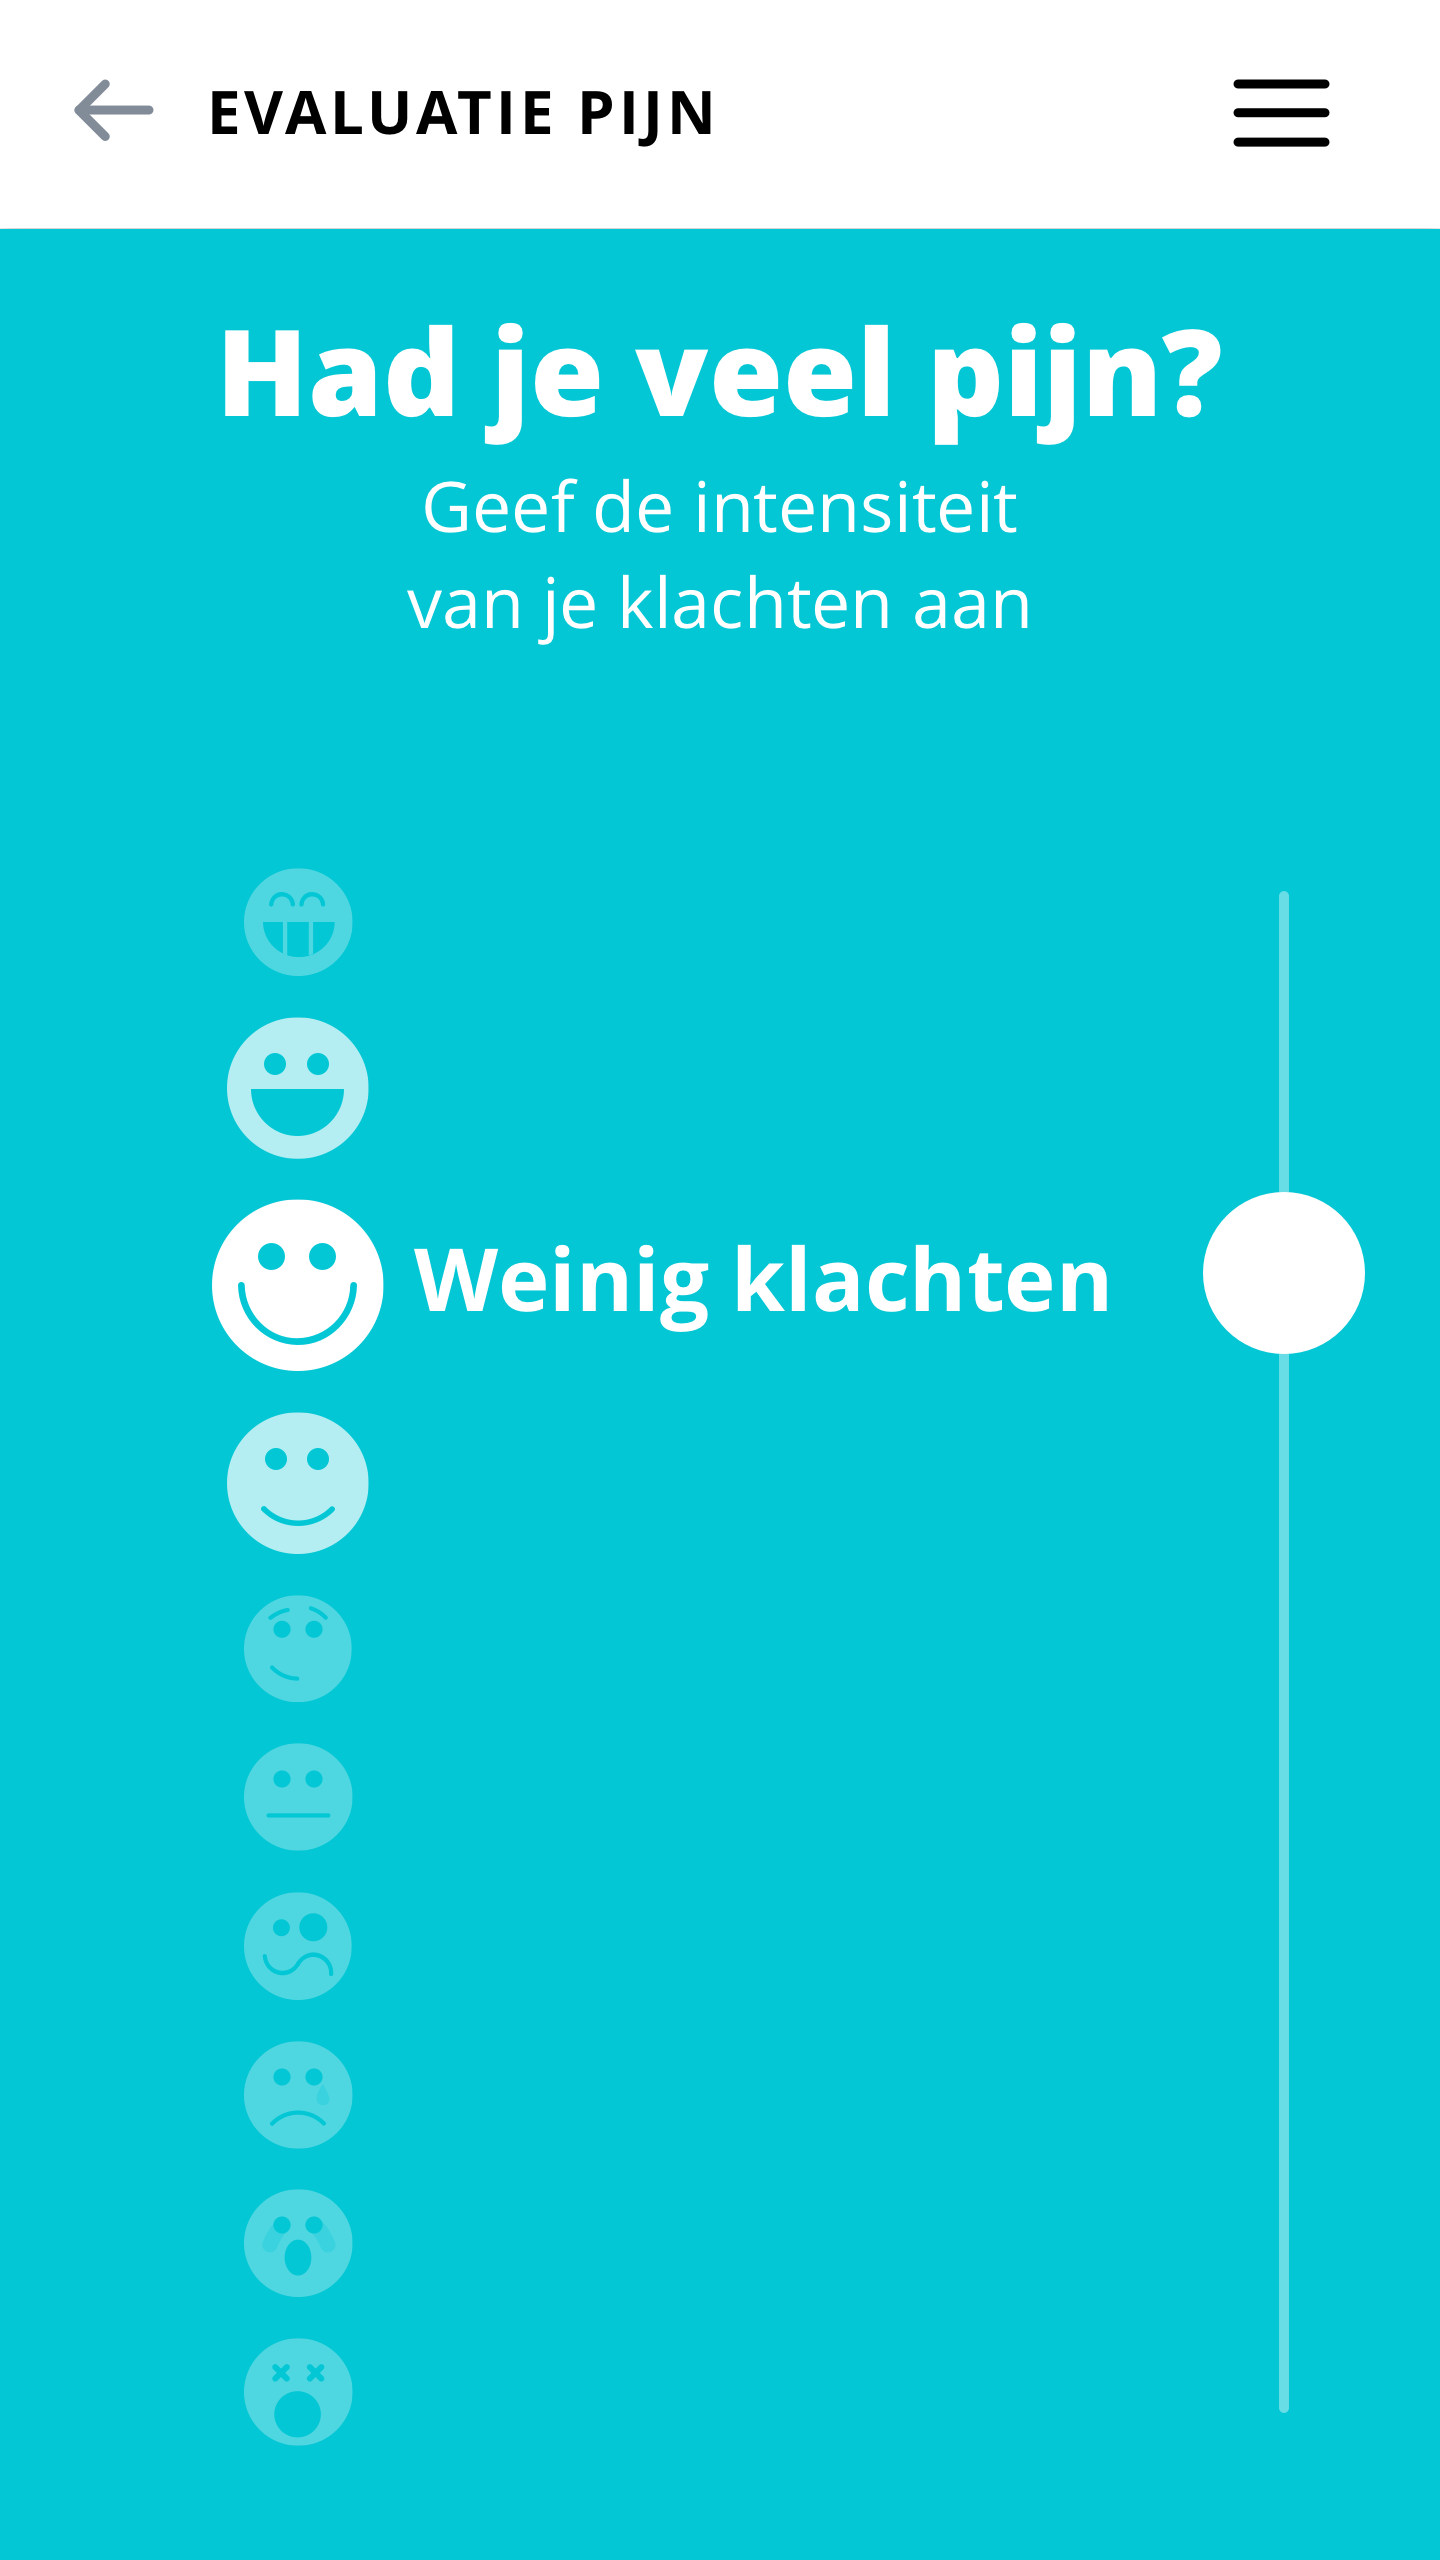 EVALUATIE PIJN
Had je veel pijn?
Geef de intensiteit
van je klachten aan
Weinig klachten